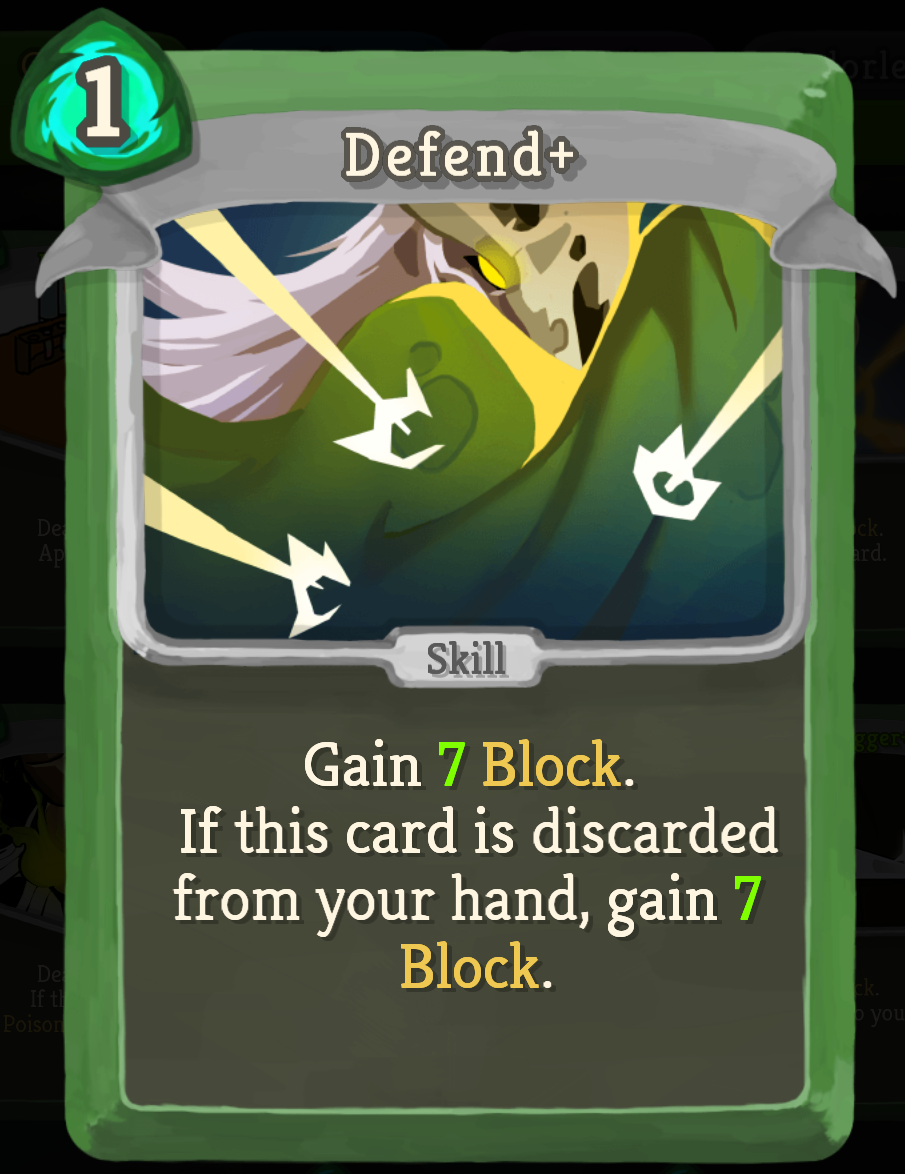 1
Defend+
Skill
Gain 7 Block.
If this card is discarded
from your hand, gain 7
Block.